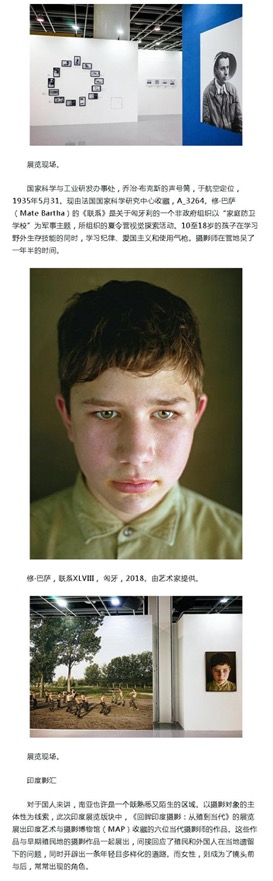 展览现场。
国家科学与工业研发办事处，乔治·布克斯的声号筒，于航空定位，
1935年5月31。现由法国国家科学研究中心收藏，A_3264。修·巴萨
（Mate Bartha）的《联系》是关于匈牙利的一个非政府组织以“家庭防卫
学校”为军事主题，所组织的夏令营视觉探索活动。10至18岁的孩子在学习
野外生存技能的同时，学习纪律、爱国主义和使用气枪。摄影师在营地呆了
一年半的时间。
修·巴萨，联系XLVIII，匈牙，2018。由艺术家提供。
展览现场。
印度影汇
对于国人来讲，南亚也许是一个既熟悉又陌生的区域。以摄影对象的主
体性为线索，此次印度展览版块中，《回眸印度摄影：从殖到当代》的展览
展出印度艺术与摄影博物馆（MAP）收藏的六位当代摄影师的作品。这些作
品与早期殖民地的摄影作品一起展出，间接回应了殖民和外国人在当地遗留
下的问题，同时开辟出一条年轻且多样化的道路。而女性，则成为了镜头前
与后，常常出现的角色。